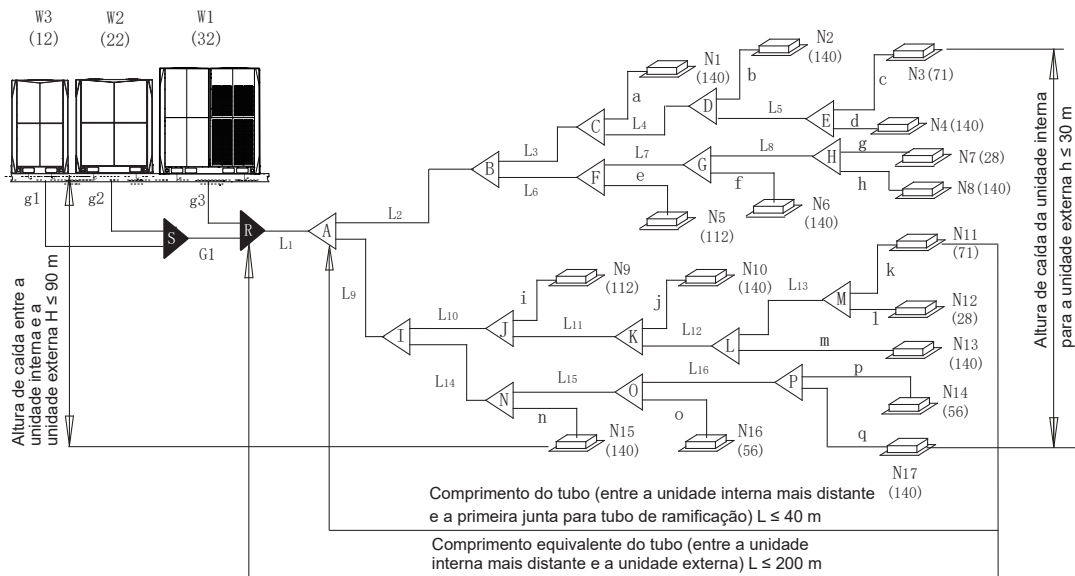 W3
(12)
W2
(22)
W1
(32)
N1
(140)
N2
(140)
N3 (71)
N4 (140)
N7 (28)
N8 (140)
N5
(112)
N6
(140)
a
b
c
d
e
f
g
h
C
D
E
B
F
G
H
L3
L4
L5
L6
L7
L8
g1
g2
g3
S
G1
R
L1
A
L2
L9
N9
(112)
N10
(140)
N11
(71)
N12
(28)
N13
(140)
N14
(56)
N15
(140)
N16
(56)
N17
(140)
i
j
k
l
m
n
o
p
q
I
J
K
L
M
N
O
P
L10
L11
L12
L13
L14
L15
L16
Altura de caída entre a
unidade interna e a
unidade externa H ≤ 90 m
Altura de caída da unidade interna
para a unidade externa h ≤ 30 m
Comprimento do tubo (entre a unidade interna mais distante
e a primeira junta para tubo de ramificação) L ≤ 40 m
Comprimento equivalente do tubo (entre a unidade
interna mais distante e a unidade externa) L ≤ 200 m